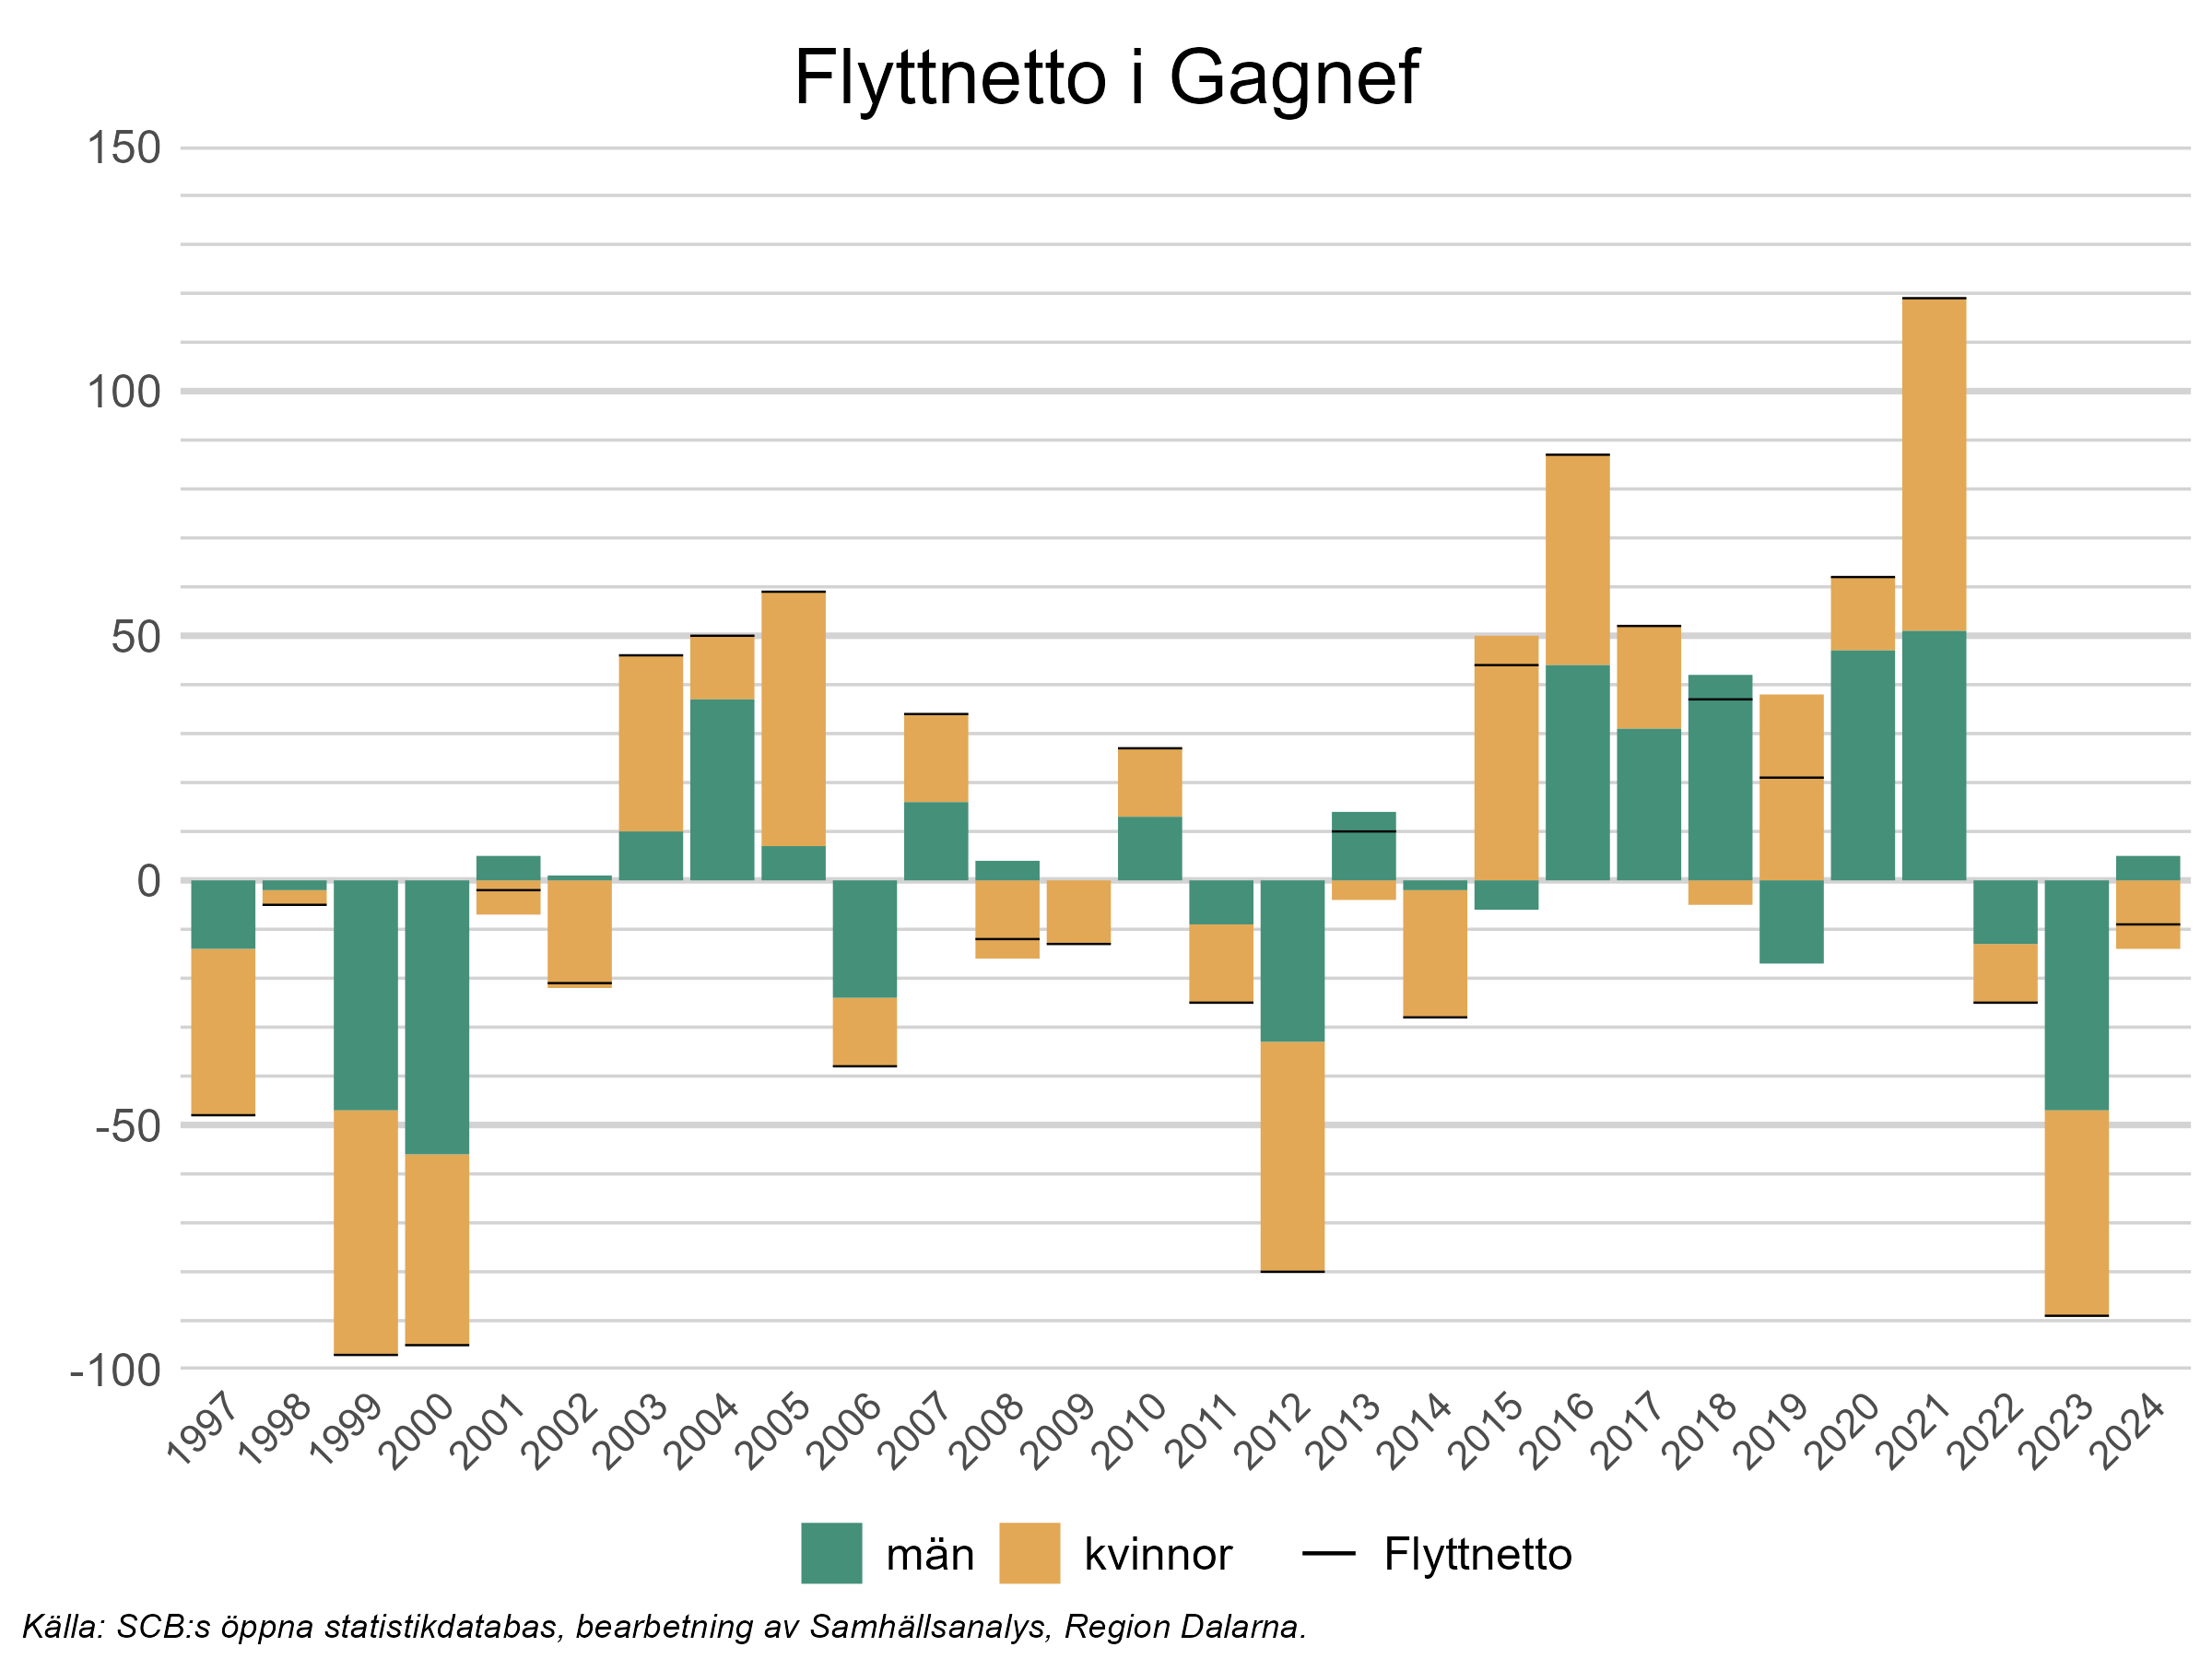 Flyttnetto i Gagnef
150
100
50
0
-50
-100
1997 1998 1999 2000 2001 2002 2003 2004 2005 2006 2007 2008 2009 2010 2011 2012 2013 2014 2015 2016 2017 2018 2019 2020 2021 2022 2023 2024
män kvinnor Flyttnetto
Källa: SCB:s öppna statistikdatabas, bearbetning av Samhällsanalys, Region Dalarna.